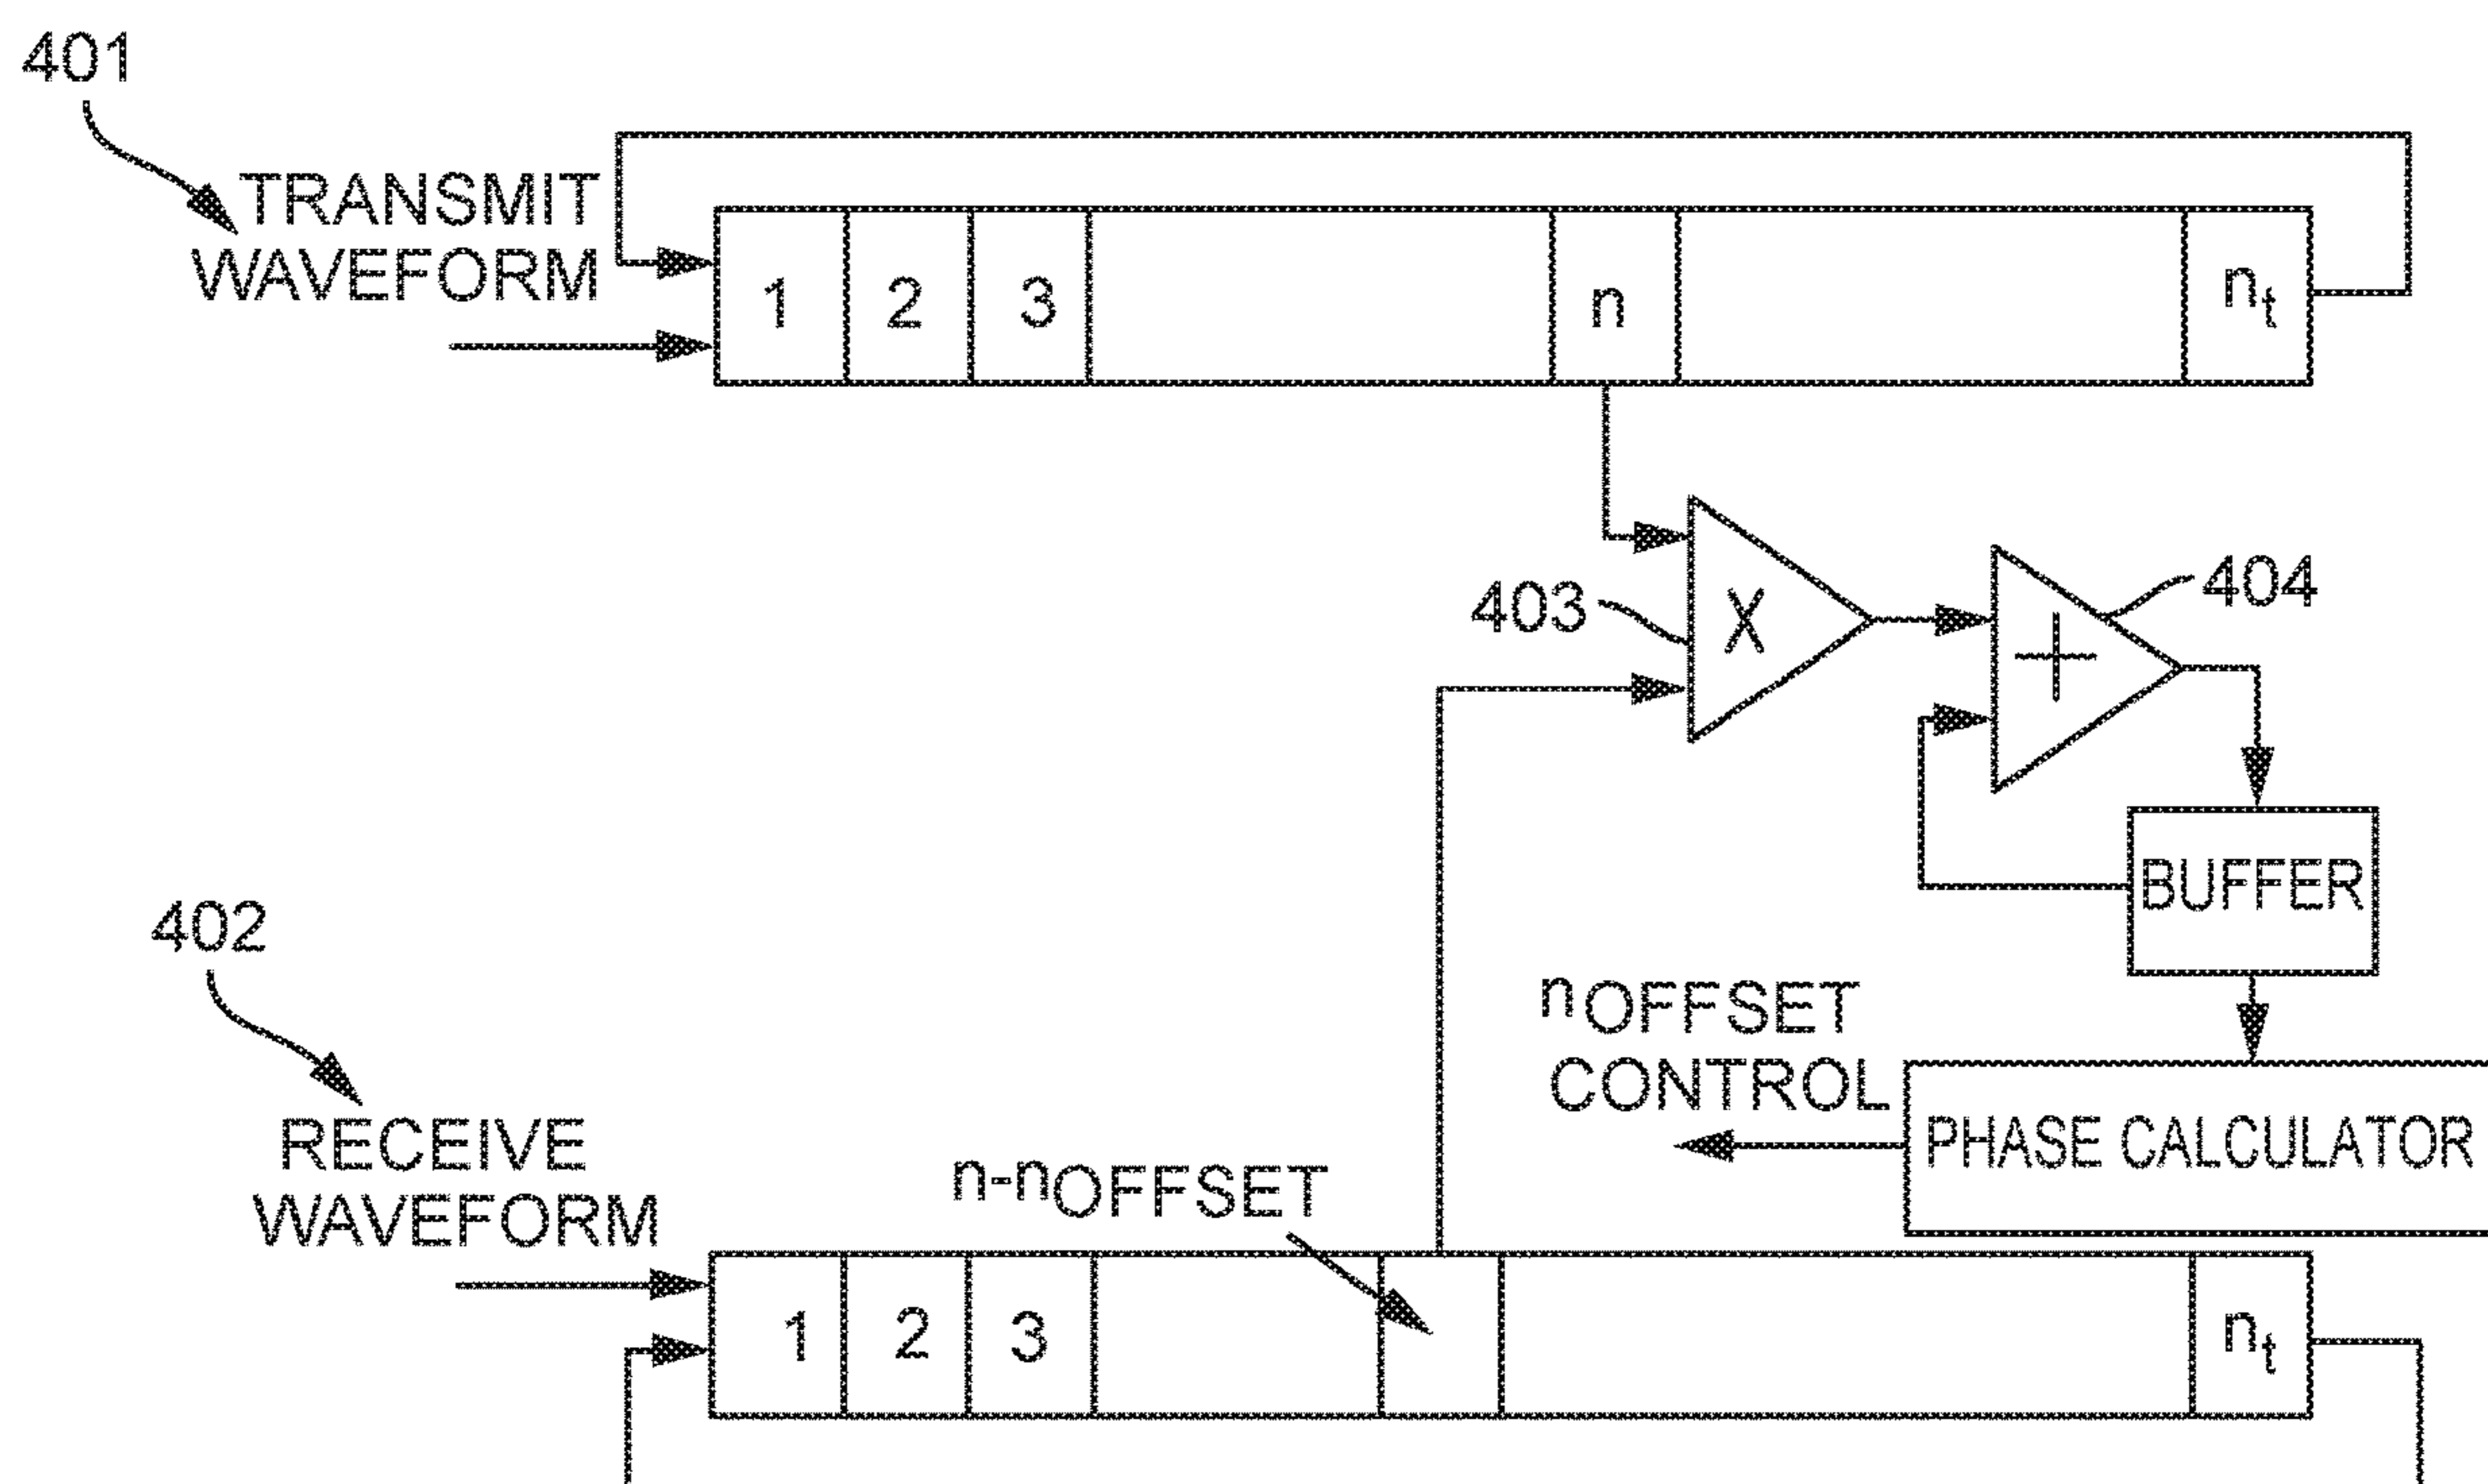 401
TRANSMIT
WAVEFORM
1 2 3 n nt
403 X + 404
BUFFER
402
nOFFSET
CONTROL
PHASE CALCULATOR
RECEIVE
WAVEFORM
n-nOFFSET
1 2 3 nt